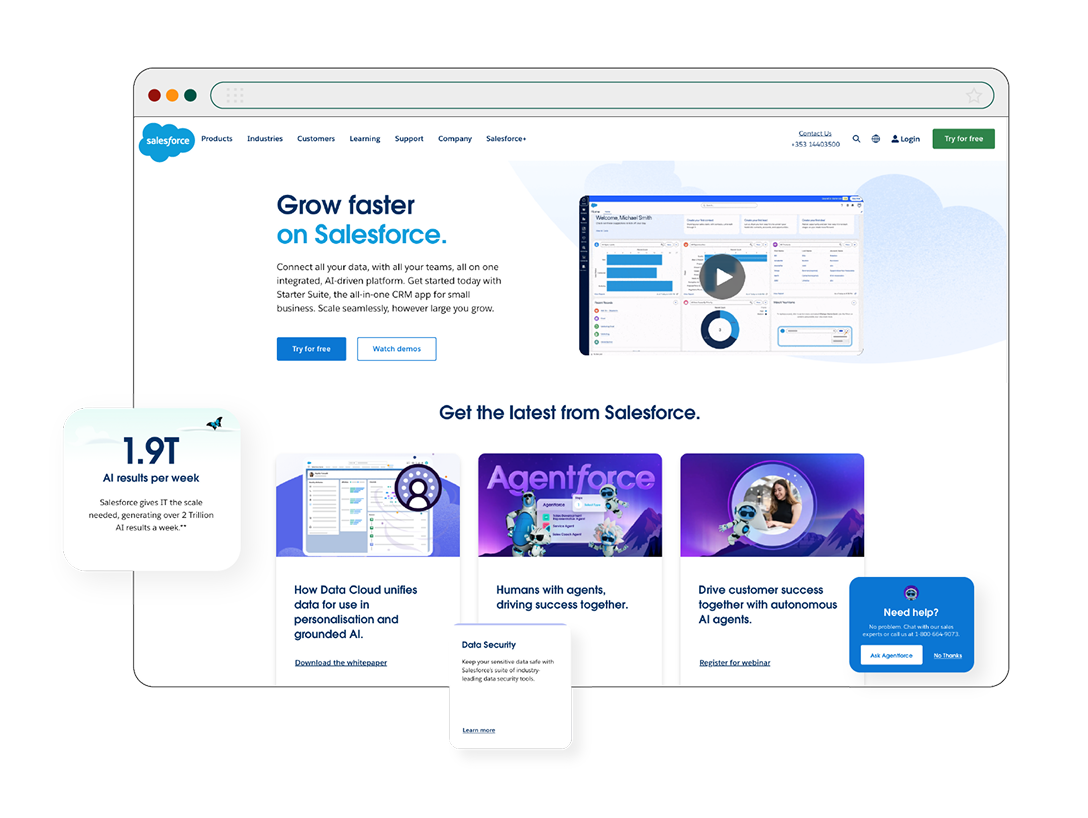 salesforce
Products
Industries
Customers
Learning
Support
Company
Salesforce+
Contact Us
+353 14403500
Login
Try for free
Grow faster
on Salesforce.
Connect all your data, with all your teams, all on one
integrated, AI-driven platform. Get started today with
Starter Suite, the all-in-one CRM app for small
business. Scale seamlessly, however large you grow.
Try for free
Watch demos
Welcome, Michael Smith
Get the latest from Salesforce.
1.9T
AI results per week
Salesforce gives IT the scale
needed, generating over 2 Trillion
AI results a week.**
Agentforce
Agentforce
Service Agent
Sales Coach Agent
How Data Cloud unifies
data for use in
personalisation and
grounded AI.
Download the whitepaper
Humans with agents,
driving success together.
Drive customer success
together with autonomous
AI agents.
Register for webinar
Data Security
Keep your sensitive data safe with
Salesforce's suite of industry-
leading data security tools.
Learn more
Need help?
No problem. Chat with our sales
experts or call us at 1-800-664-9073.
Ask Agentforce
No Thanks